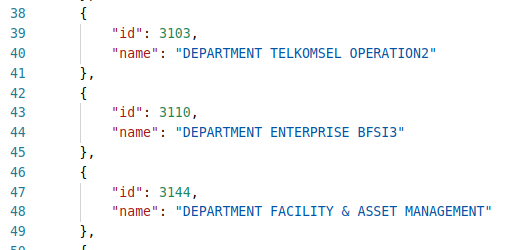 38 {
39 "id": 3103,
40 "name": "DEPARTMENT TELKOMSEL OPERATION2"
41 },
42 {
43 "id": 3110,
44 "name": "DEPARTMENT ENTERPRISE BFSI3"
45 },
46 {
47 "id": 3144,
48 "name": "DEPARTMENT FACILITY & ASSET MANAGEMENT"
49 },